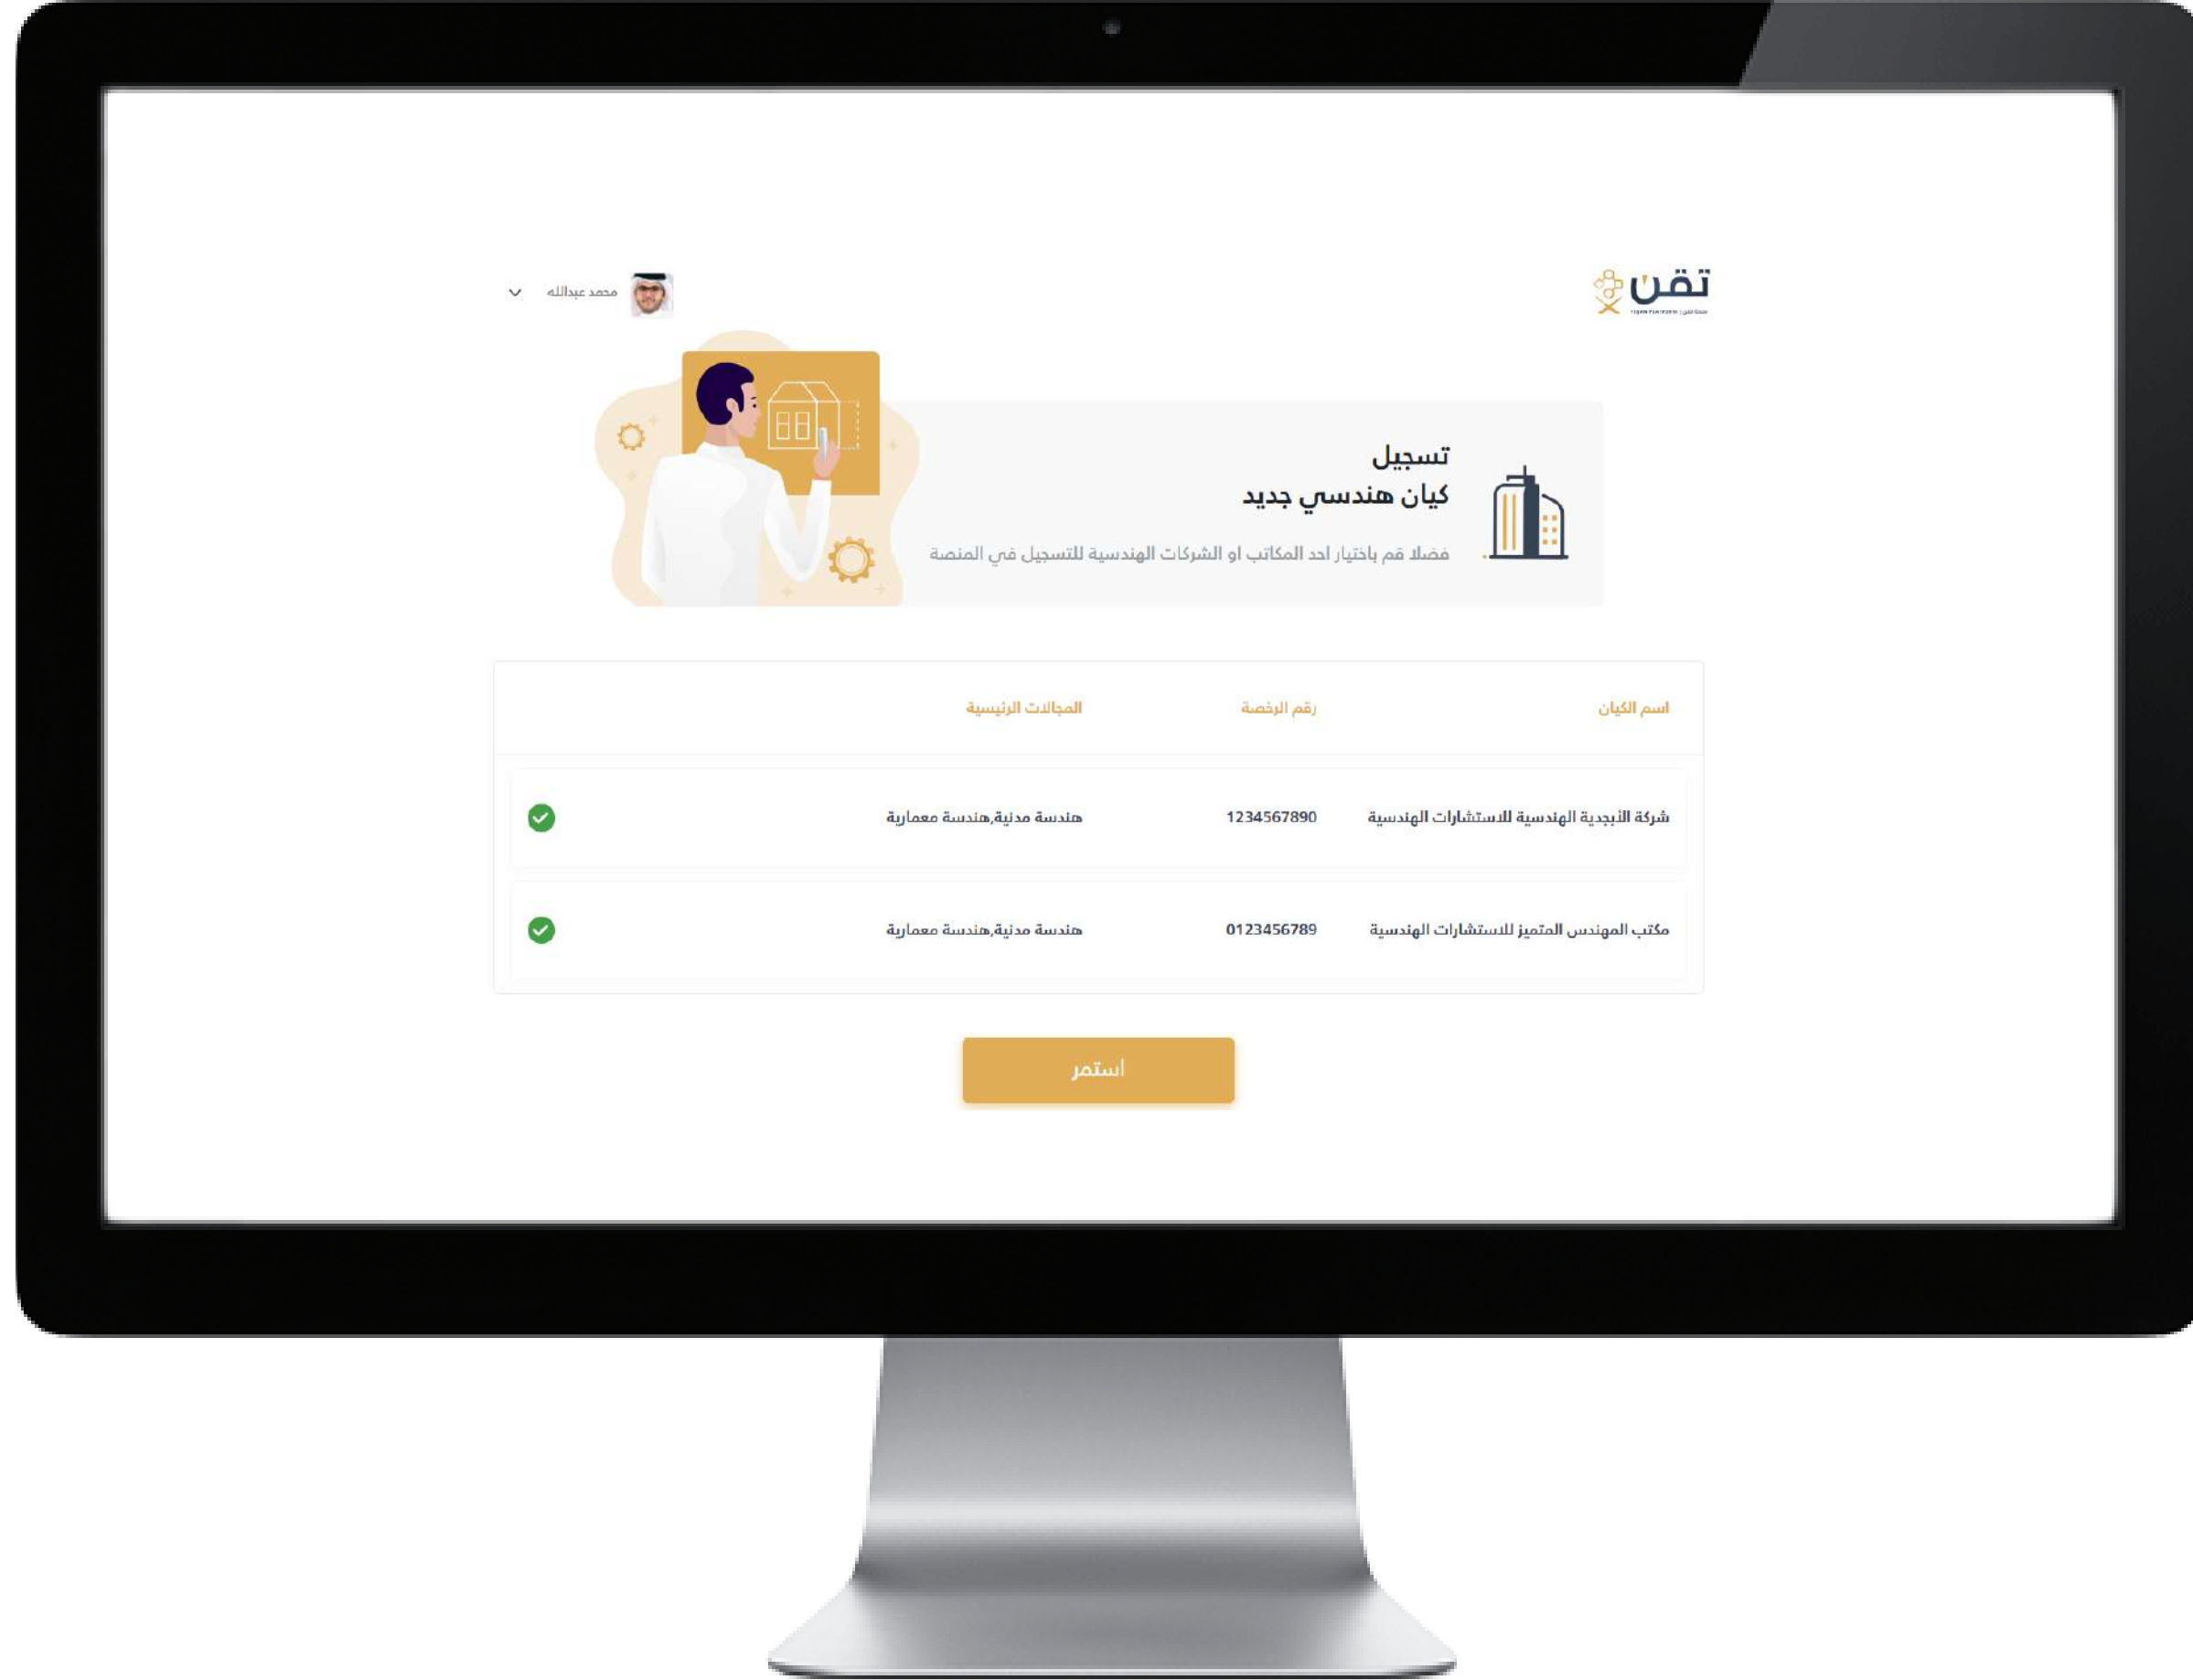 تقن
محمد عبدالله
تسجيل
كيان هندسي جديد
فضلا قم باختيار احد المكاتب او الشركات الهندسية للتسجيل في المنصة
اسم الكيان رقم الرخصة المجالات الرئيسية
شركة الأبجدية الهندسية للاستشارات الهندسية 1234567890 هندسة مدنية,هندسة معمارية
مكتب المهندس المتميز للاستشارات الهندسية 0123456789 هندسة مدنية,هندسة معمارية
استمر